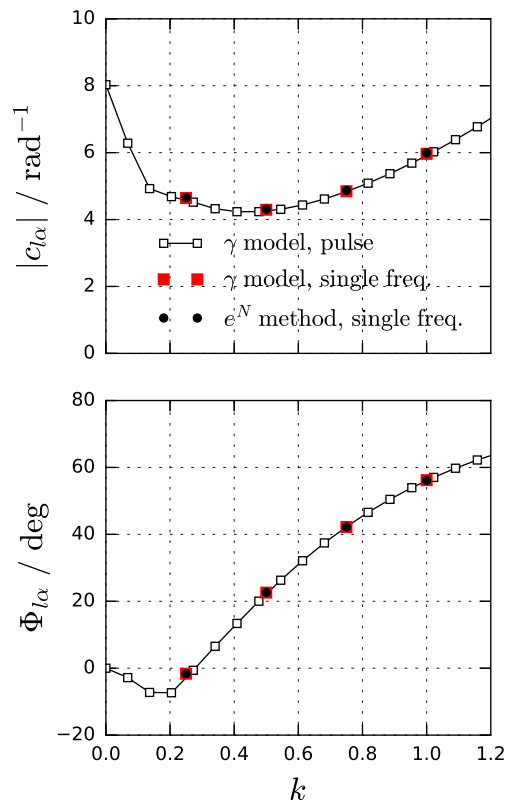 10
8
6
4
2
0
|c_{lα}| / rad^{−1}
γ model, pulse
γ model, single freq.
e^N method, single freq.
80
60
40
20
0
−20
Φ_{lα} / deg
0.0 0.2 0.4 0.6 0.8 1.0 1.2
k